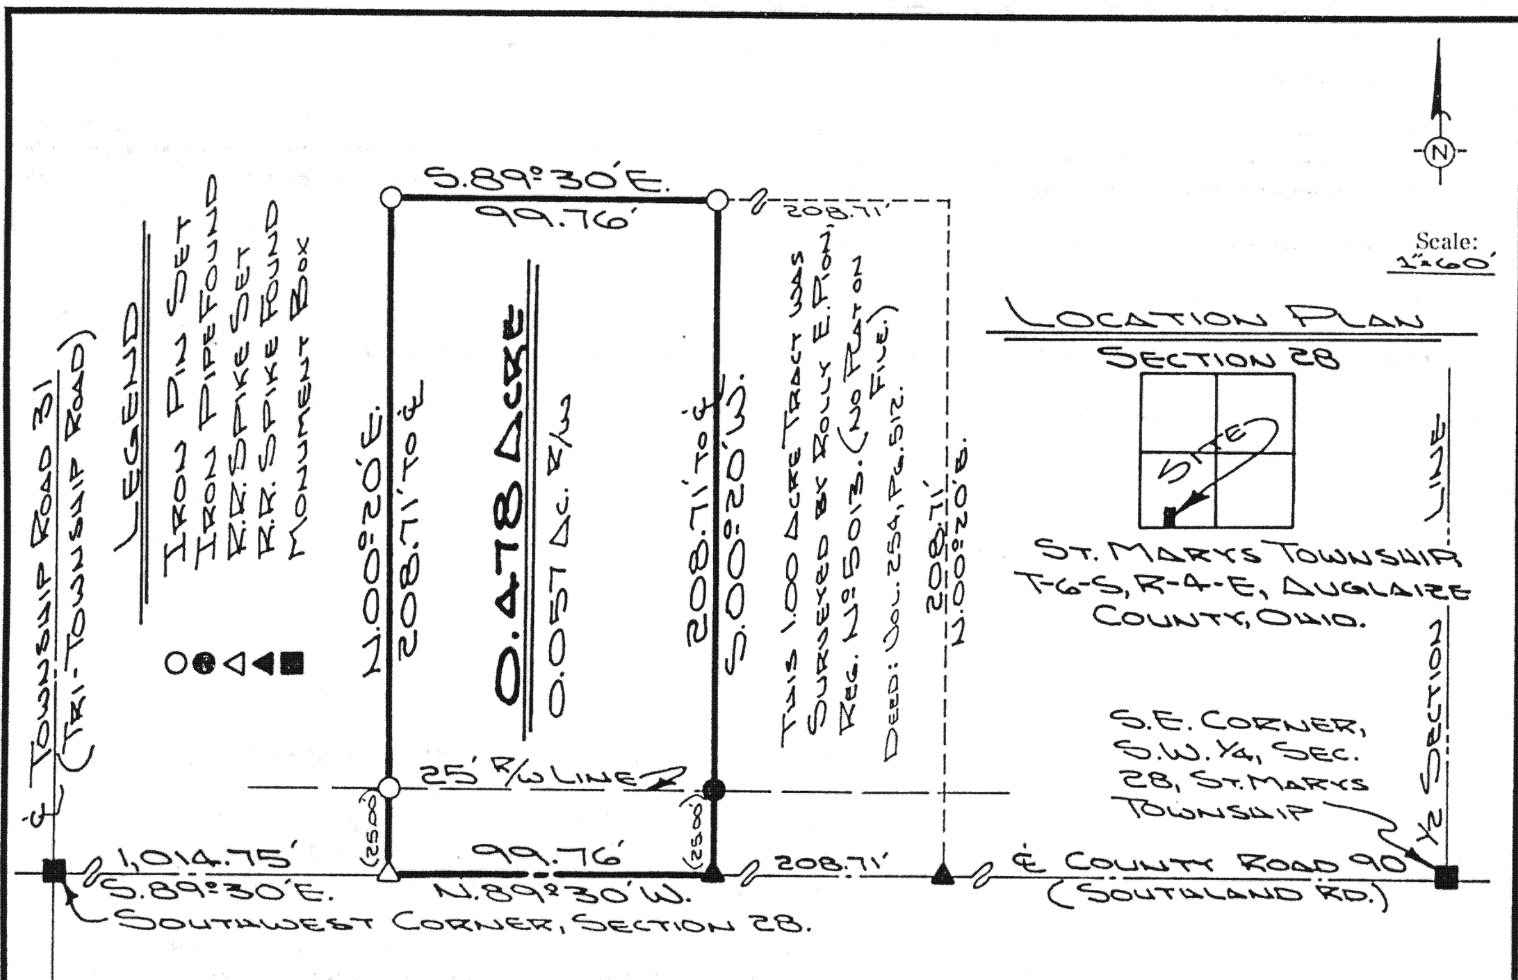 N
Scale:
1"=60'
S.89°30'E.
99.76'
208.71'
LEGEND
IRON PIN SET
IRON PIPE FOUND
R.R. SPIKE SET
R.R. SPIKE FOUND
MONUMENT BOX
℄ TOWNSHIP ROAD 31
(TRI-TOWNSHIP ROAD)
N.00°20'E.
208.71' TO ℄
0.478 ACRE
0.057 AC. R/W
208.71' TO ℄
S.00°20'W.
THIS 1.00 ACRE TRACT WAS
SURVEYED BY ROLLY E. PION,
REG. Nº 5013. (NO PLAT ON
FILE.)
DEED: VOL. 254, PG. 512.
208.71'
N.00°20'E.
LOCATION PLAN
SECTION 28
SITE
ST. MARYS TOWNSHIP,
T-6-S, R-4-E, AUGLAIZE
COUNTY, OHIO.
½ SECTION LINE
S.E. CORNER,
S.W. ¼, SEC.
28, ST. MARYS
TOWNSHIP
25' R/W LINE
(25.00')
(25.00')
1,014.75'
S.89°30'E.
99.76'
N.89°30'W.
208.71'
℄ COUNTY ROAD 90
(SOUTHLAND RD.)
SOUTHWEST CORNER, SECTION 28.